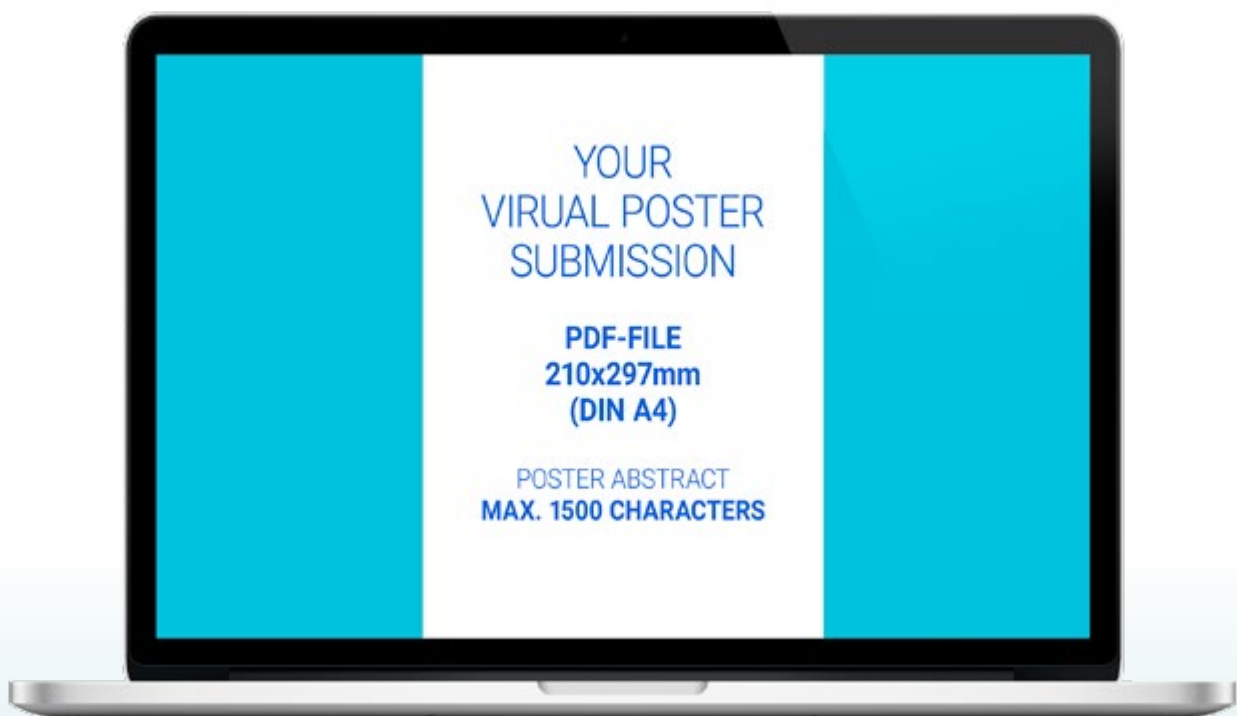 YOUR
VIRUAL POSTER
SUBMISSION
PDF-FILE
210x297mm
(DIN A4)
POSTER ABSTRACT
MAX. 1500 CHARACTERS